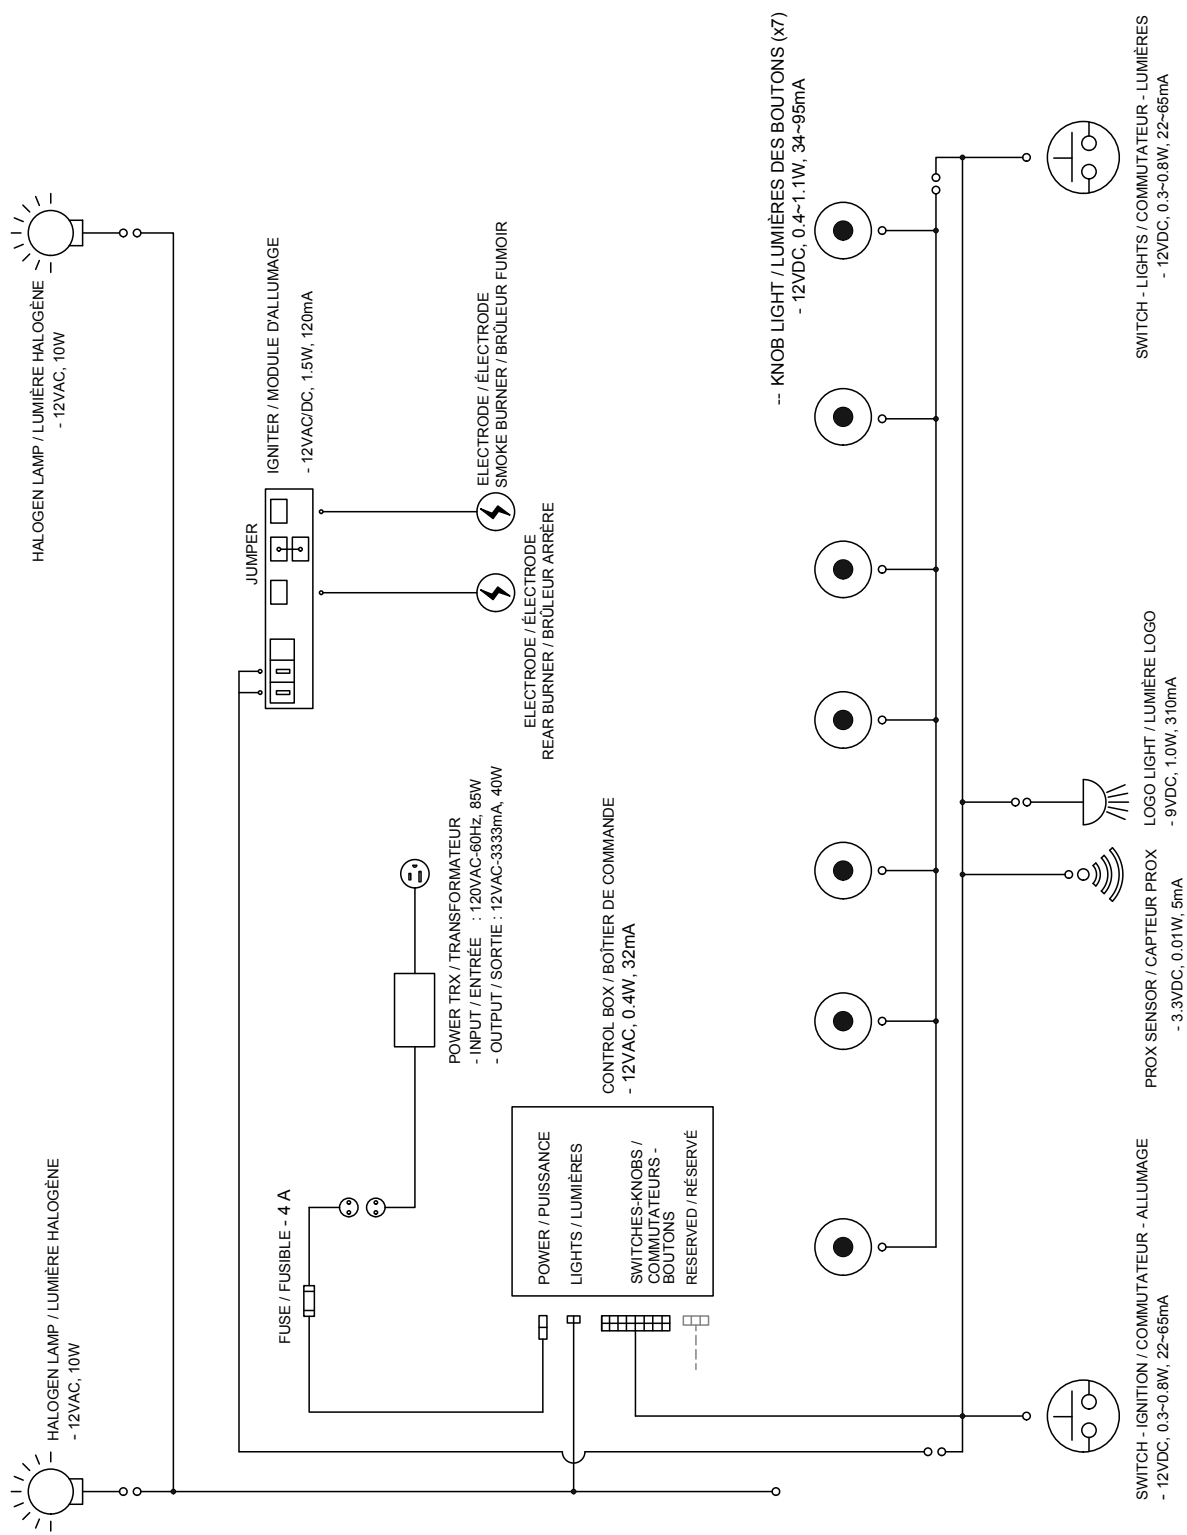 HALOGEN LAMP / LUMIÈRE HALOGÈNE
- 12VAC, 10W
HALOGEN LAMP / LUMIÈRE HALOGÈNE
- 12VAC, 10W
IGNITER / MODULE D'ALLUMAGE
- 12VAC/DC, 1.5W, 120mA
JUMPER
ELECTRODE / ÉLECTRODE
SMOKE BURNER / BRÛLEUR FUMOIR
ELECTRODE / ÉLECTRODE
REAR BURNER / BRÛLEUR ARRÈRE
FUSE / FUSIBLE - 4 A
POWER TRX / TRANSFORMATEUR
- INPUT / ENTRÉE : 120VAC-60Hz, 85W
- OUTPUT / SORTIE : 12VAC-3333mA, 40W
CONTROL BOX / BOÎTIER DE COMMANDE
- 12VAC, 0.4W, 32mA
POWER / PUISSANCE
LIGHTS / LUMIÈRES
SWITCHES-KNOBS /
COMMUTATEURS -
BOUTONS
RESERVED / RÉSERVÉ
-- KNOB LIGHT / LUMIÈRES DES BOUTONS (x7)
- 12VDC, 0.4~1.1W, 34~95mA
SWITCH - IGNITION / COMMUTATEUR - ALLUMAGE
- 12VDC, 0.3~0.8W, 22~65mA
PROX SENSOR / CAPTEUR PROX
- 3.3VDC, 0.01W, 5mA
LOGO LIGHT / LUMIÈRE LOGO
- 9VDC, 1.0W, 310mA
SWITCH - LIGHTS / COMMUTATEUR - LUMIÈRES
- 12VDC, 0.3~0.8W, 22~65mA